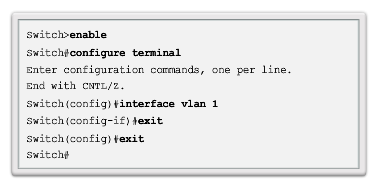 Switch>enable
Switch#configure terminal
Enter configuration commands, one per line.
End with CNTL/Z.
Switch(config)#interface vlan 1
Switch(config-if)#exit
Switch(config)#exit
Switch#